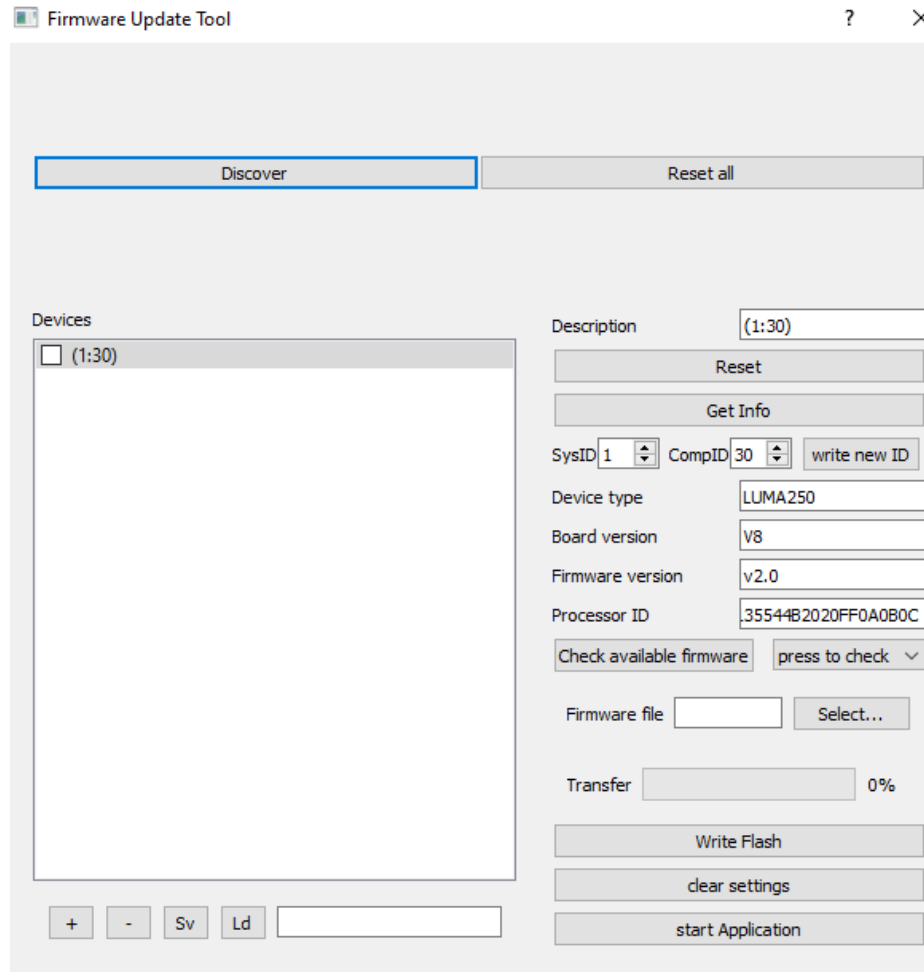 Firmware Update Tool ?
Discover Reset all
Devices
(1:30)
Description (1:30)
Reset
Get Info
SysID 1 CompID 30 write new ID
Device type LUMA250
Board version V8
Firmware version v2.0
Processor ID .35544B2020FF0A0B0C
Check available firmware press to check
Firmware file Select...
Transfer 0%
Write Flash
clear settings
start Application
+ - Sv Ld